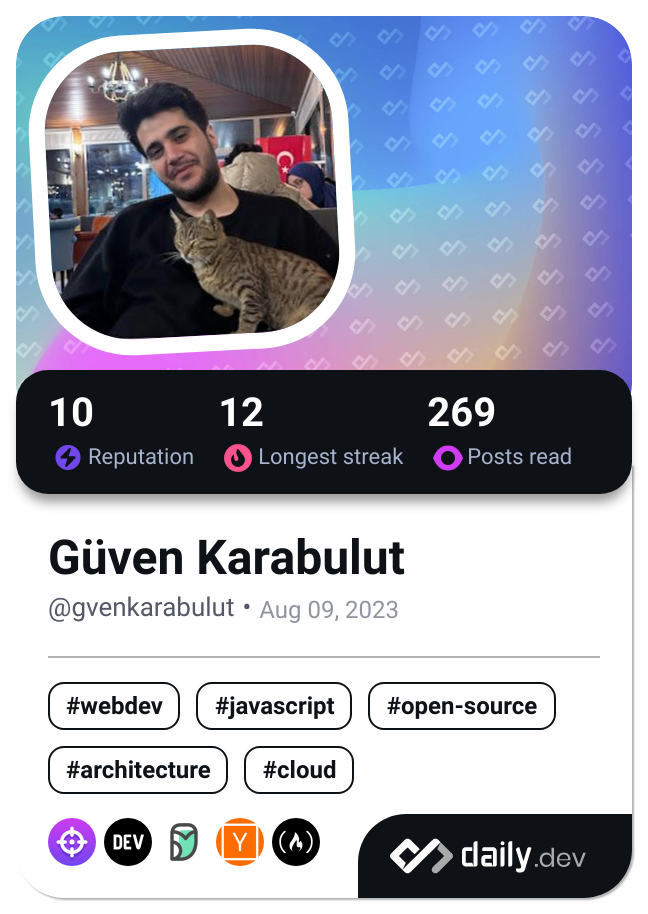 10 12 269
Reputation Longest streak Posts read
Güven Karabulut
@gvenkarabulut • Aug 09, 2023
#webdev #javascript #open-source
#architecture #cloud
DEV Y
daily.dev